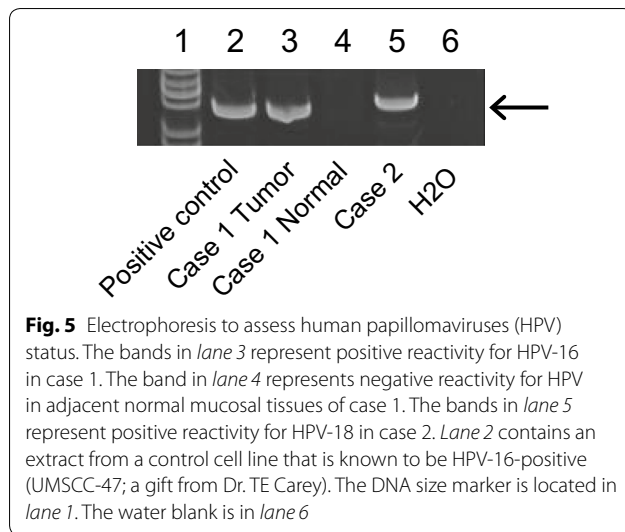 1 2 3 4 5 6
Positive control
Case 1 Tumor
Case 1 Normal
Case 2
H2O
Fig. 5 Electrophoresis to assess human papillomaviruses (HPV)
status. The bands in lane 3 represent positive reactivity for HPV-16
in case 1. The band in lane 4 represents negative reactivity for HPV
in adjacent normal mucosal tissues of case 1. The bands in lane 5
represent positive reactivity for HPV-18 in case 2. Lane 2 contains an
extract from a control cell line that is known to be HPV-16-positive
(UMSCC-47; a gift from Dr. TE Carey). The DNA size marker is located in
lane 1. The water blank is in lane 6